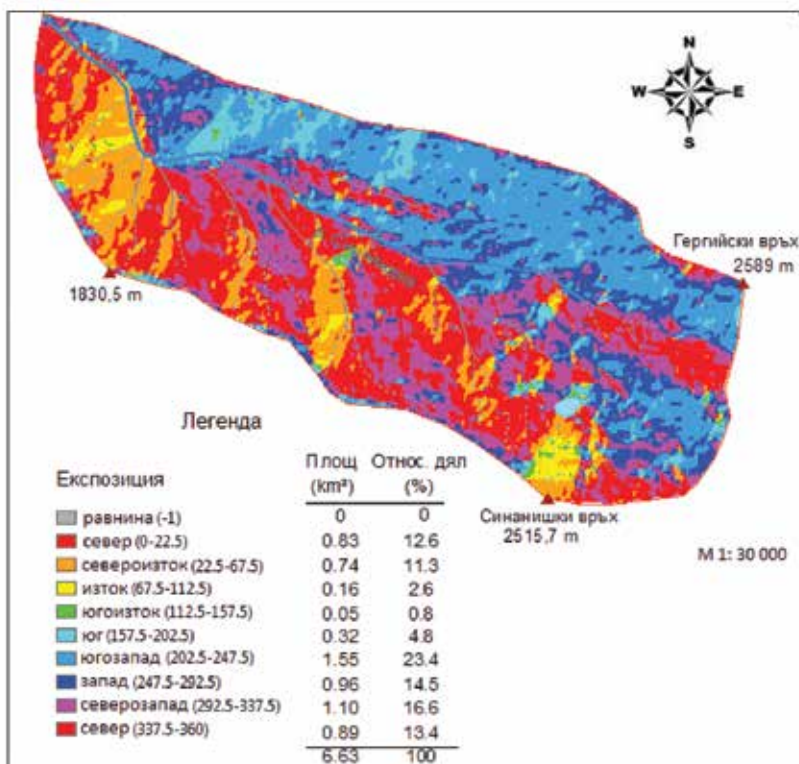 N
W E
S
Гергийски връх
2589 m
1830,5 m
Легенда
Експозиция Площ (km²) Относ. дял (%)
равнина (-1) 0 0
север (0-22.5) 0.83 12.6
североизток (22.5-67.5) 0.74 11.3
изток (67.5-112.5) 0.16 2.6
югоизток (112.5-157.5) 0.05 0.8
юг (157.5-202.5) 0.32 4.8
югозапад (202.5-247.5) 1.55 23.4
запад (247.5-292.5) 0.96 14.5
северозапад (292.5-337.5) 1.10 16.6
север (337.5-360) 0.89 13.4
6.63 100
Синанишки връх
2515,7 m
М 1: 30 000